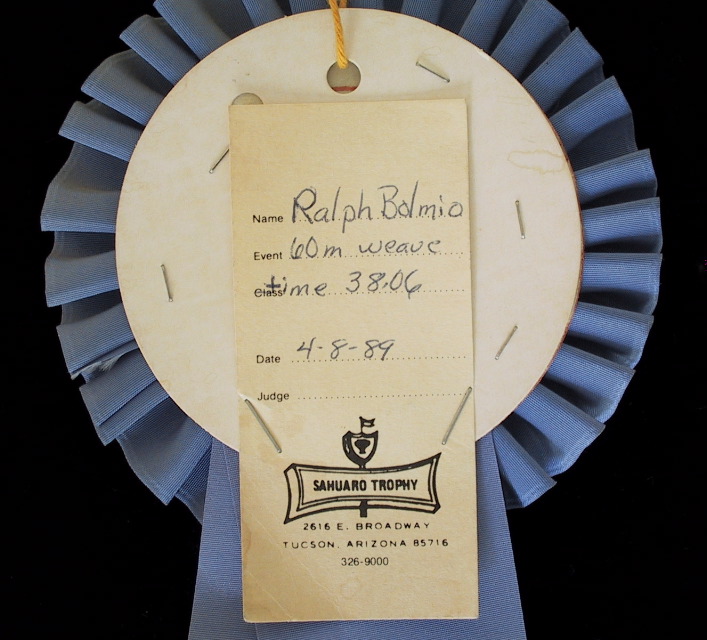 Name Ralph Bolmio
Event 60m weave
Class time 38.06
Date 4-8-89
Judge
SAHUARO TROPHY
2616 E. BROADWAY
TUCSON, ARIZONA 85716
326-9000